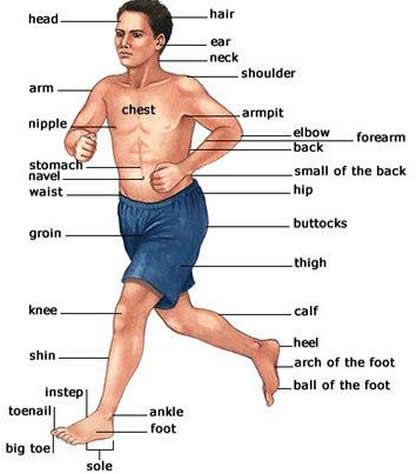 head
hair
ear
neck
shoulder
arm
chest
armpit
nipple
elbow
forearm
back
stomach
navel
small of the back
waist
hip
groin
buttocks
thigh
knee
calf
heel
shin
arch of the foot
ball of the foot
instep
toenail
ankle
foot
big toe
sole